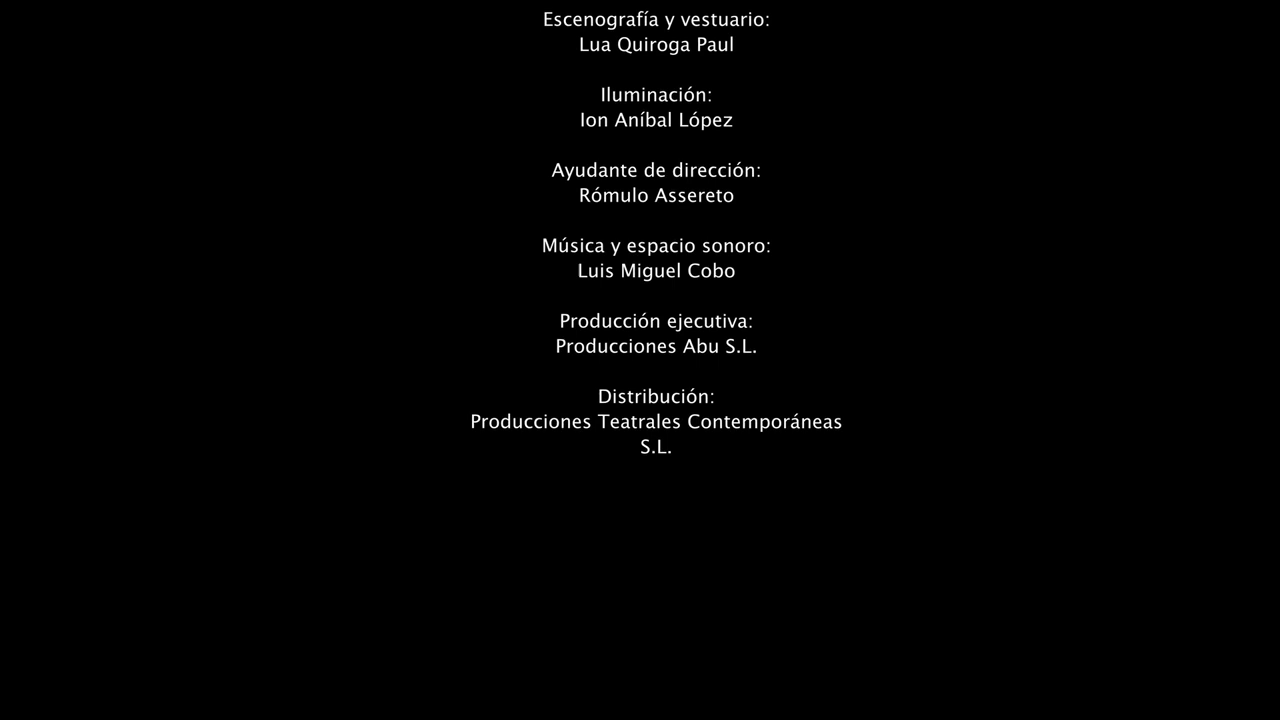 Escenografía y vestuario:
Lua Quiroga Paul
Iluminación:
Ion Aníbal López
Ayudante de dirección:
Rómulo Assereto
Música y espacio sonoro:
Luis Miguel Cobo
Producción ejecutiva:
Producciones Abu S.L.
Distribución:
Producciones Teatrales Contemporáneas
S.L.